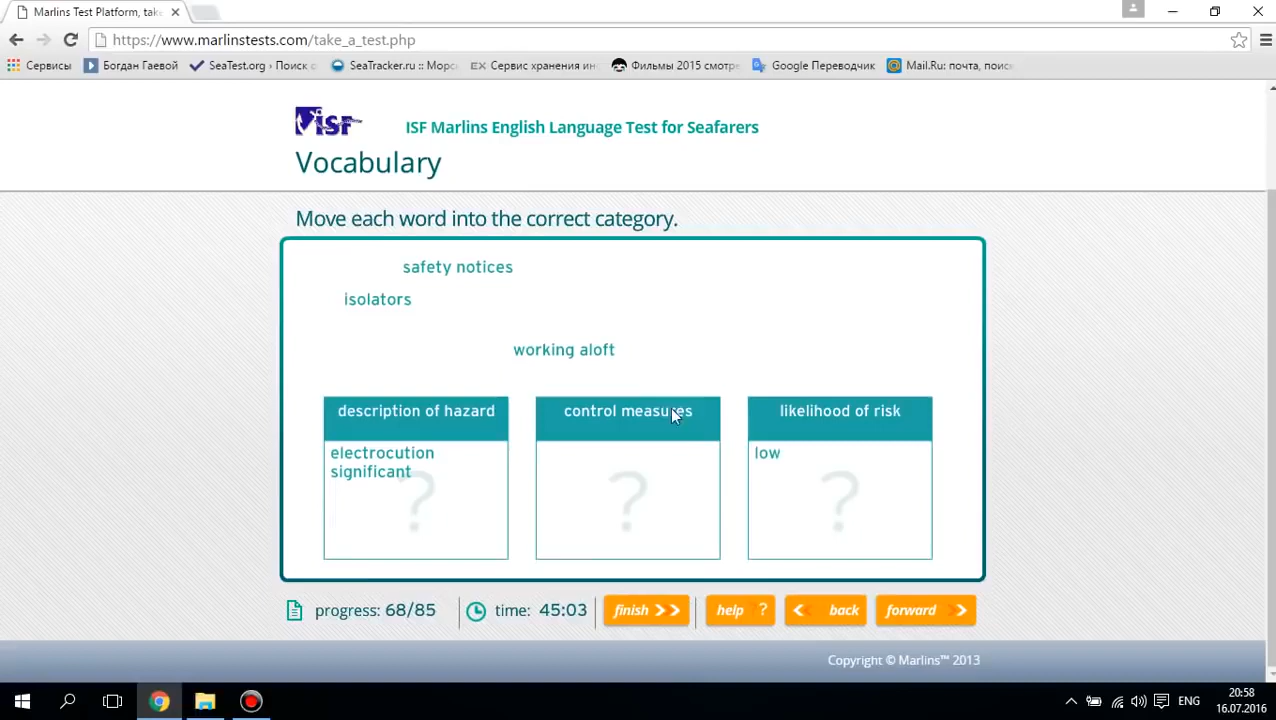 Marlins Test Platform, take
https://www.marlinstests.com/take_a_test.php
Сервисы
Богдан Гаевой
SeaTest.org › Поиск с
SeaTracker.ru :: Морс
EX Сервис хранения ин
Фильмы 2015 смотре
Google Переводчик
Mail.Ru: почта, поиск
ISF
ISF Marlins English Language Test for Seafarers
Vocabulary
Move each word into the correct category.
safety notices
isolators
working aloft
description of hazard
control measures
likelihood of risk
electrocution
significant
?
?
low
?
progress: 68/85
time: 45:03
finish >>
help ?
< back
forward >
Copyright © Marlins™ 2013
ENG
20:58
16.07.2016